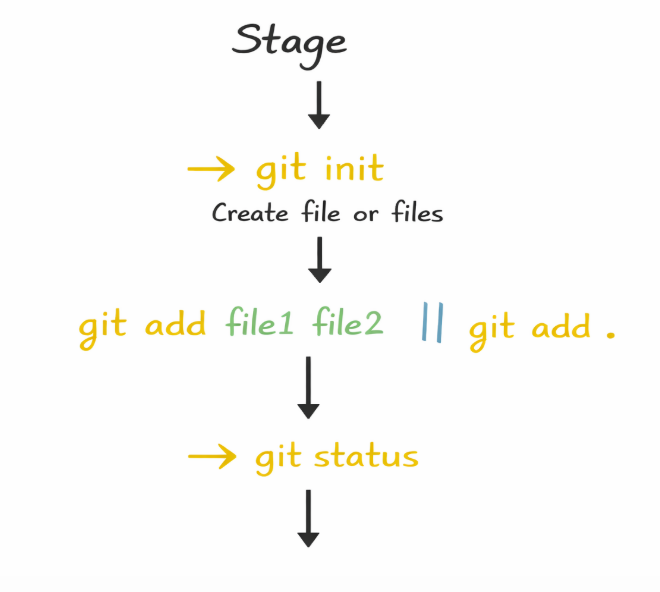 Stage
→ git init
Create file or files
git add file1 file2 || git add .
→ git status